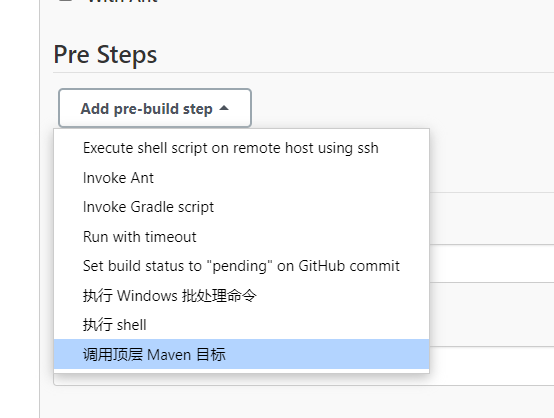 With Ant
Pre Steps
Add pre-build step
Execute shell script on remote host using ssh
Invoke Ant
Invoke Gradle script
Run with timeout
Set build status to "pending" on GitHub commit
执行 Windows 批处理命令
执行 shell
调用顶层 Maven 目标